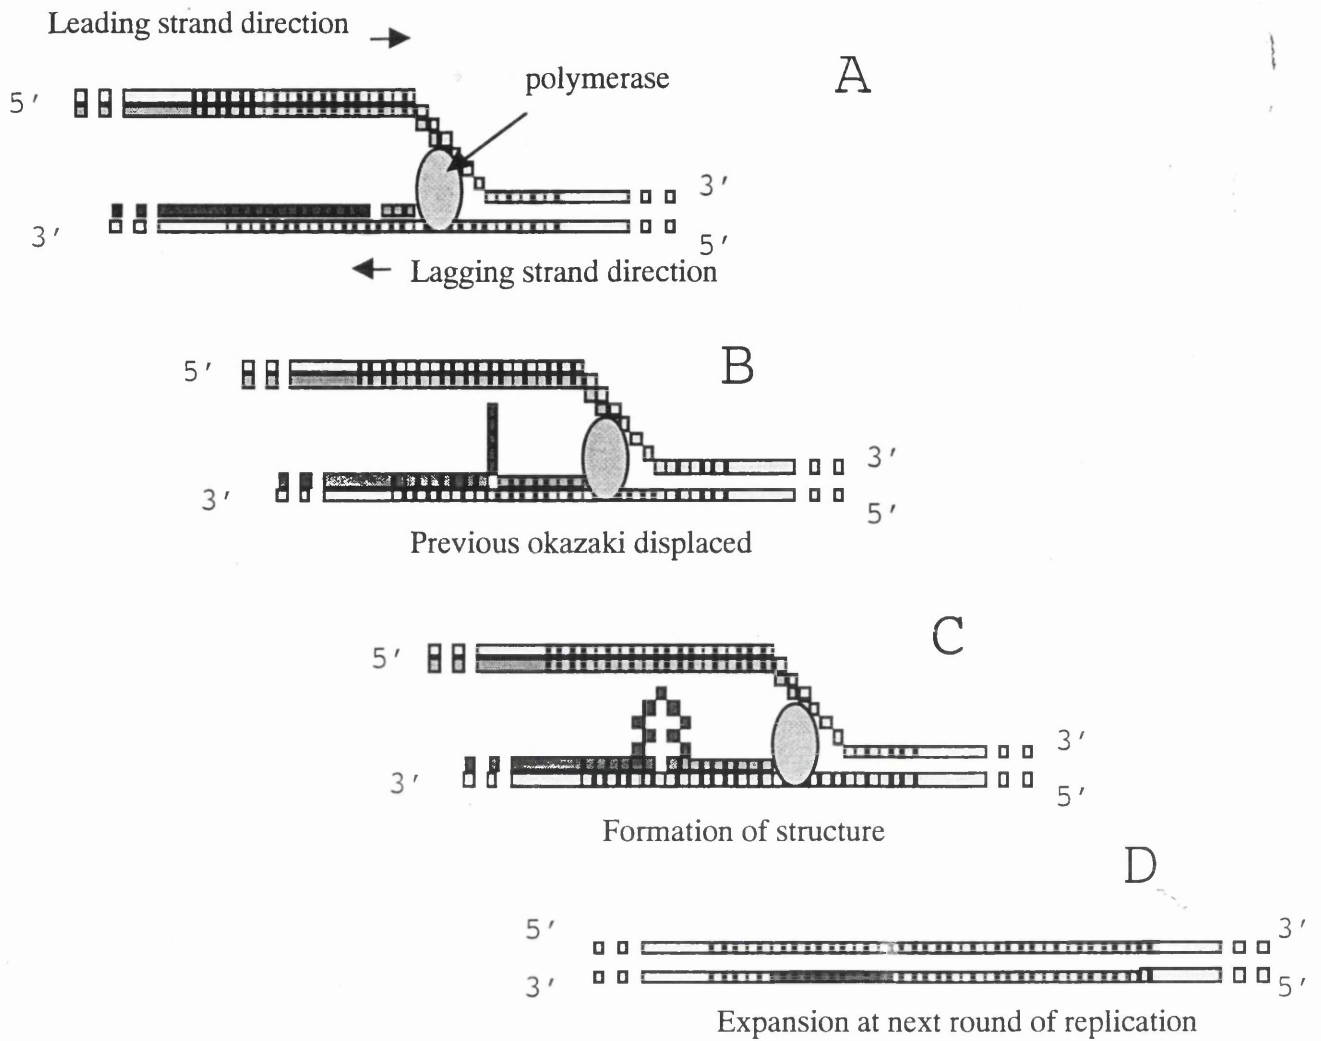 Leading strand direction
polymerase
A
5'
3'
3'
5'
Lagging strand direction
B
5'
3'
3'
5'
Previous okazaki displaced
C
5'
3'
3'
5'
Formation of structure
D
5'
3'
3'
5'
Expansion at next round of replication